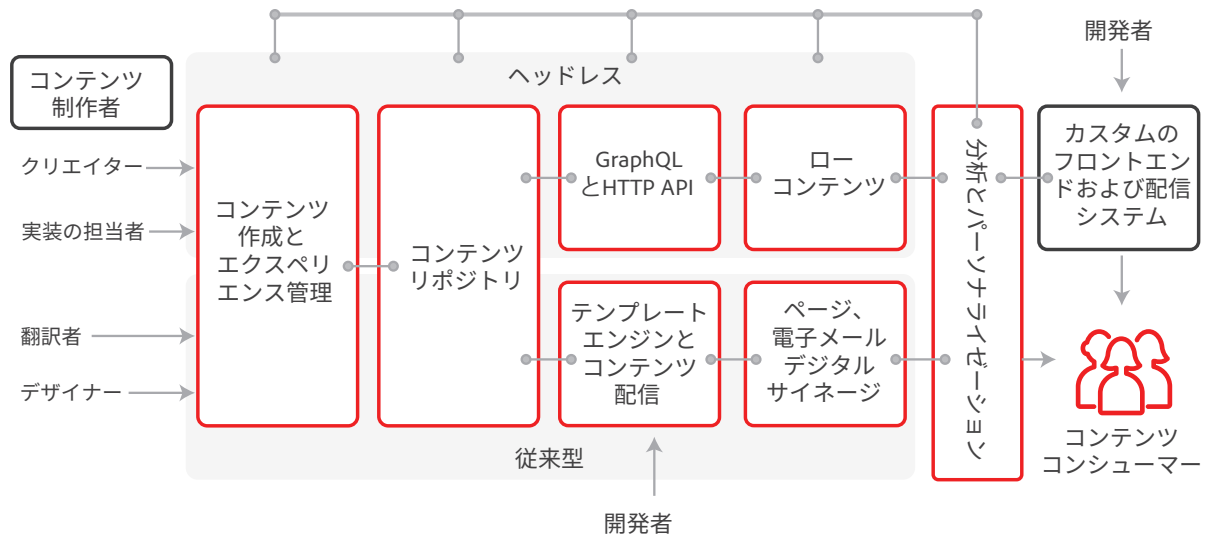 開発者
ヘッドレス
コンテンツ
制作者
クリエイター
実装の担当者
翻訳者
デザイナー
コンテンツ
作成と
エクスペリ
エンス管理
コンテンツ
リポジトリ
GraphQL
とHTTP API
ロー
コンテンツ
テンプレート
エンジンと
コンテンツ
配信
ページ、
電子メール
デジタル
サイネージ
分析とパーソナライゼーション
カスタムの
フロントエン
ドおよび配信
システム
従来型
開発者
コンテンツ
コンシューマー